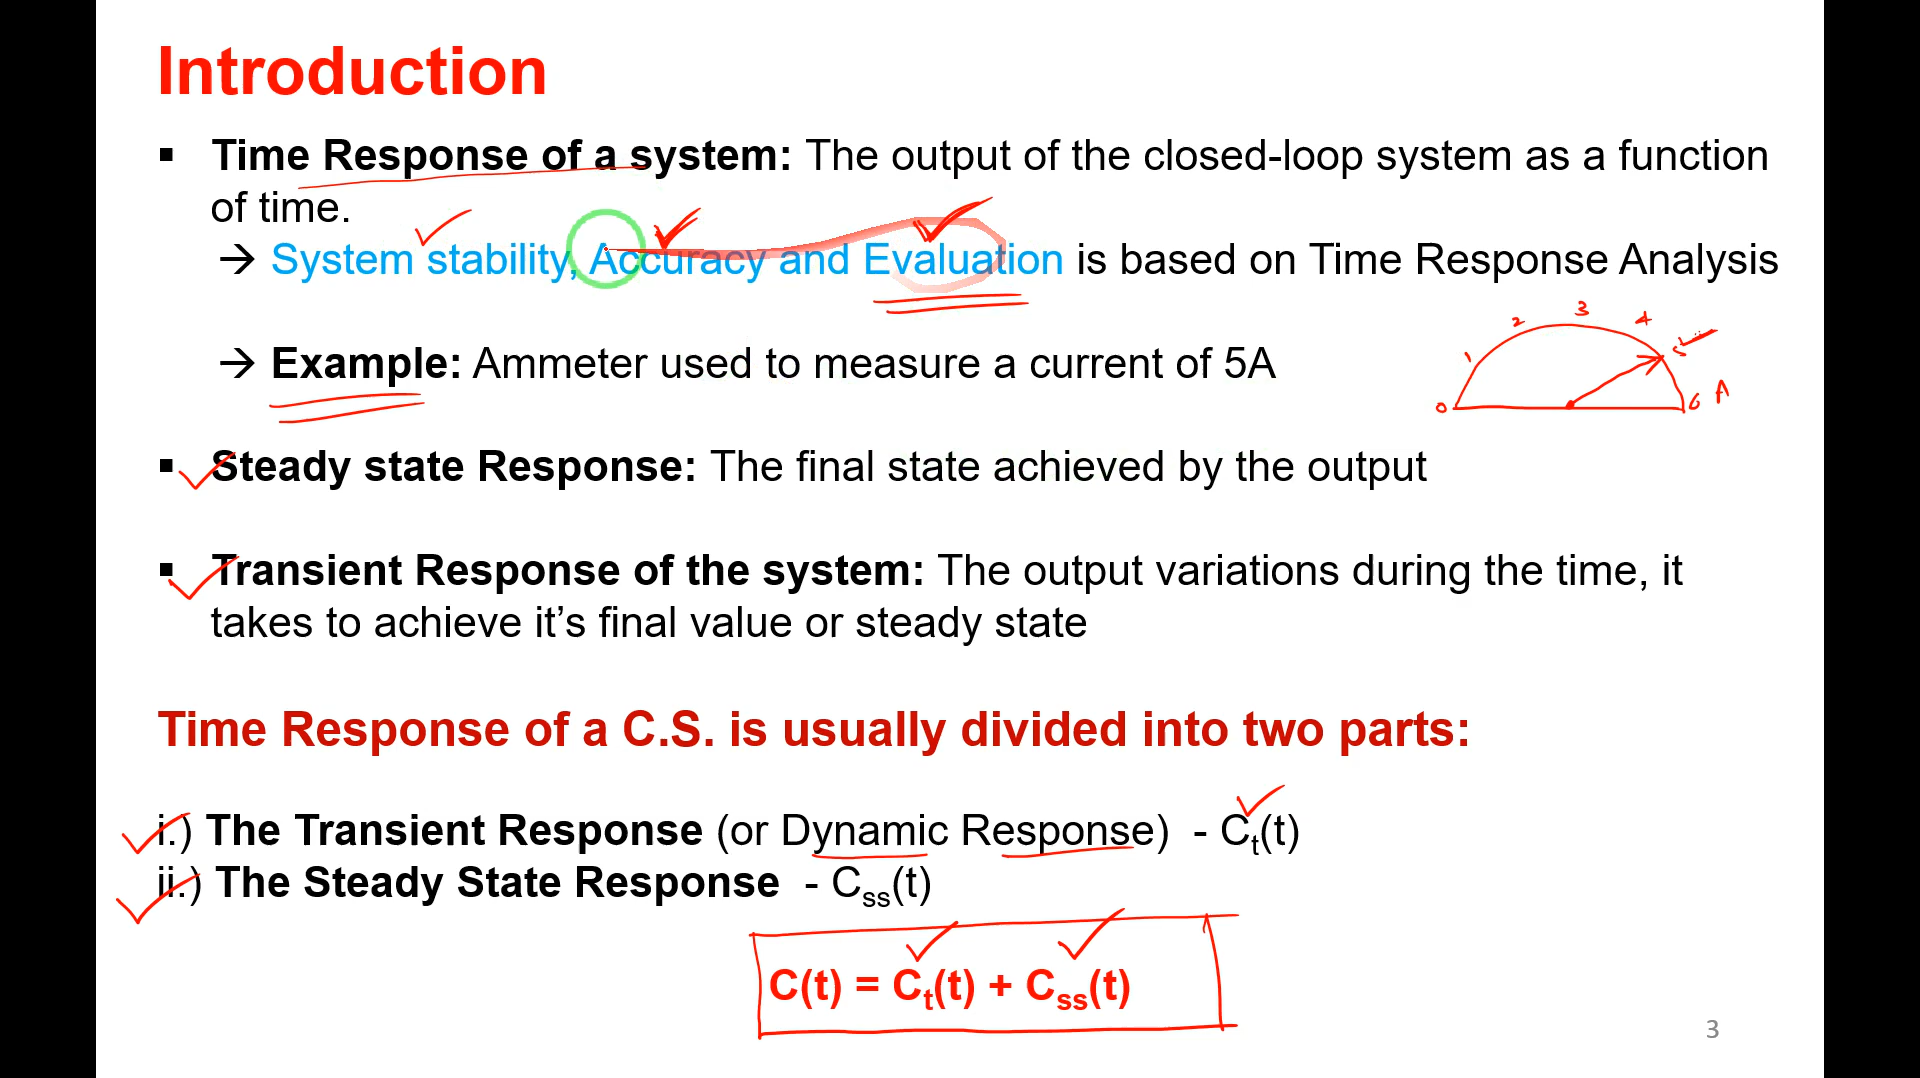 Introduction
▪ Time Response of a system: The output of the closed-loop system as a function
of time.
→ System stability, Accuracy and Evaluation is based on Time Response Analysis
0 1 2 3 4 5 6 A
→ Example: Ammeter used to measure a current of 5A
▪ Steady state Response: The final state achieved by the output
▪ Transient Response of the system: The output variations during the time, it
takes to achieve it’s final value or steady state
Time Response of a C.S. is usually divided into two parts:
i.) The Transient Response (or Dynamic Response) - Ct(t)
ii.) The Steady State Response - Css(t)
C(t) = Ct(t) + Css(t)
3